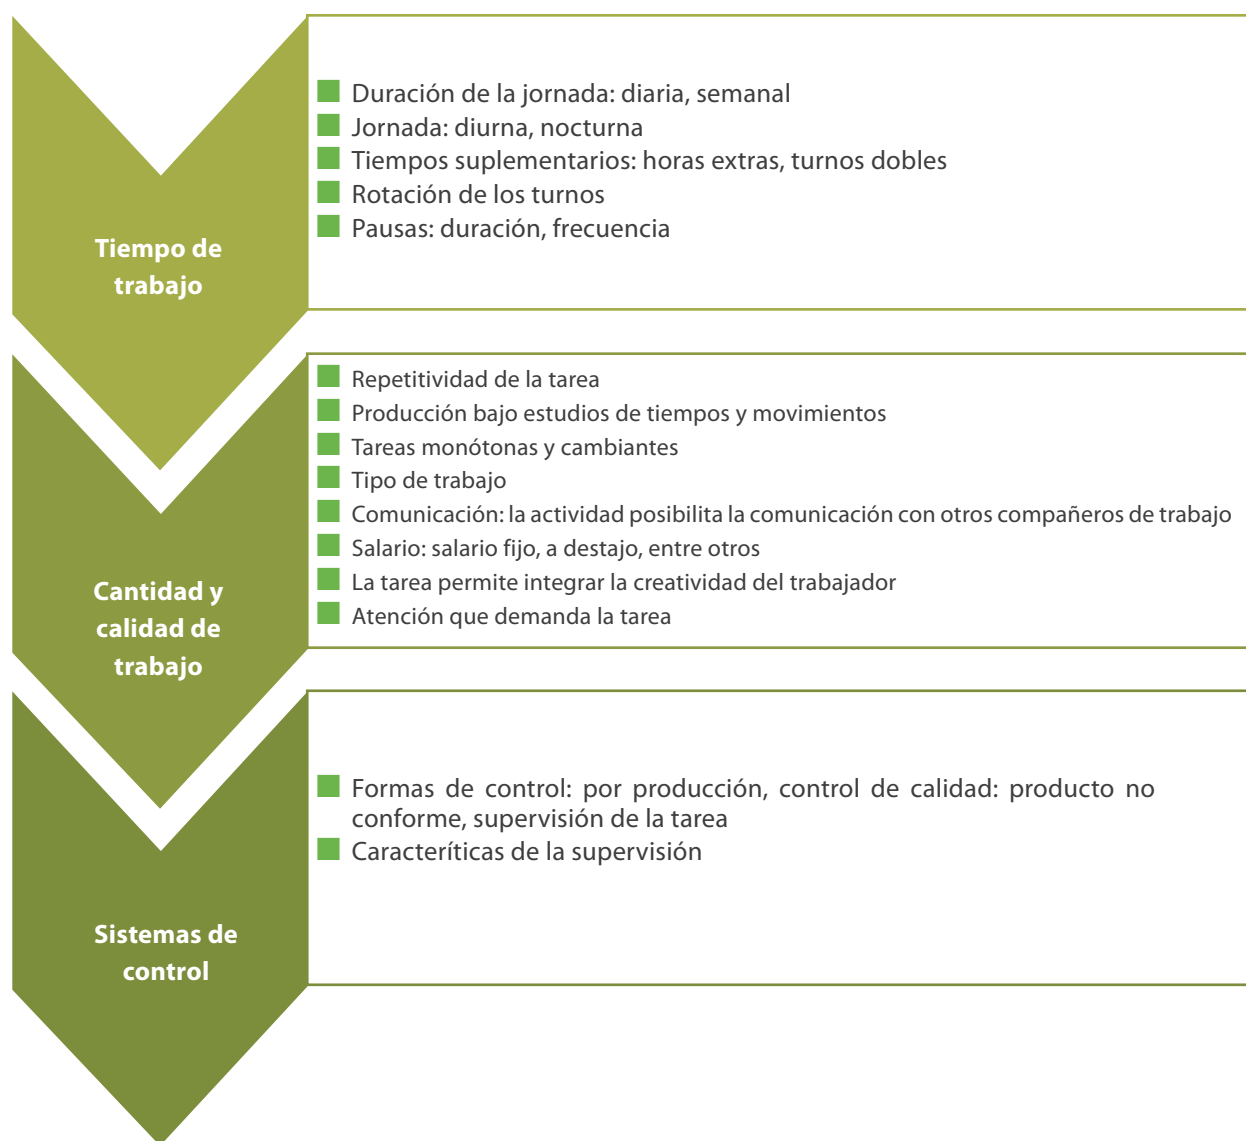 Tiempo de
trabajo
Duración de la jornada: diaria, semanal
Jornada: diurna, nocturna
Tiempos suplementarios: horas extras, turnos dobles
Rotación de los turnos
Pausas: duración, frecuencia
Cantidad y
calidad de
trabajo
Repetitividad de la tarea
Producción bajo estudios de tiempos y movimientos
Tareas monótonas y cambiantes
Tipo de trabajo
Comunicación: la actividad posibilita la comunicación con otros compañeros de trabajo
Salario: salario fijo, a destajo, entre otros
La tarea permite integrar la creatividad del trabajador
Atención que demanda la tarea
Sistemas de
control
Formas de control: por producción, control de calidad: producto no
conforme, supervisión de la tarea
Caracteríticas de la supervisión